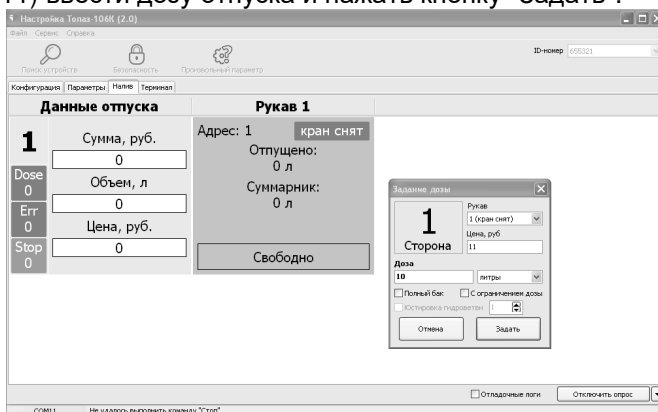 ввести дозу отпуска и нажать кнопку "Задать".
Настройка Топаз-106К (2.0)
Файл Сервис Справка
Поиск устройств Безопасность Произвольный параметр
ID-номер 655321
Конфигурация Параметры Налив Терминал
Данные отпуска
1
Сумма, руб.
0
Dose
0
Объем, л
0
Err
0
Цена, руб.
0
Stop
0
Рукав 1
Адрес: 1 кран снят
Отпущено:
0 л
Суммарник:
0 л
Свободно
Задание дозы
1
Сторона
Рукав
1 (кран снят)
Цена, руб
11
Доза
10 литры
Полный бак С ограничением дозы
Юстировка гидроветви 1
Отмена Задать
Отладочные логи Отключить опрос
COM11 Не удалось выполнить команду "Стоп"